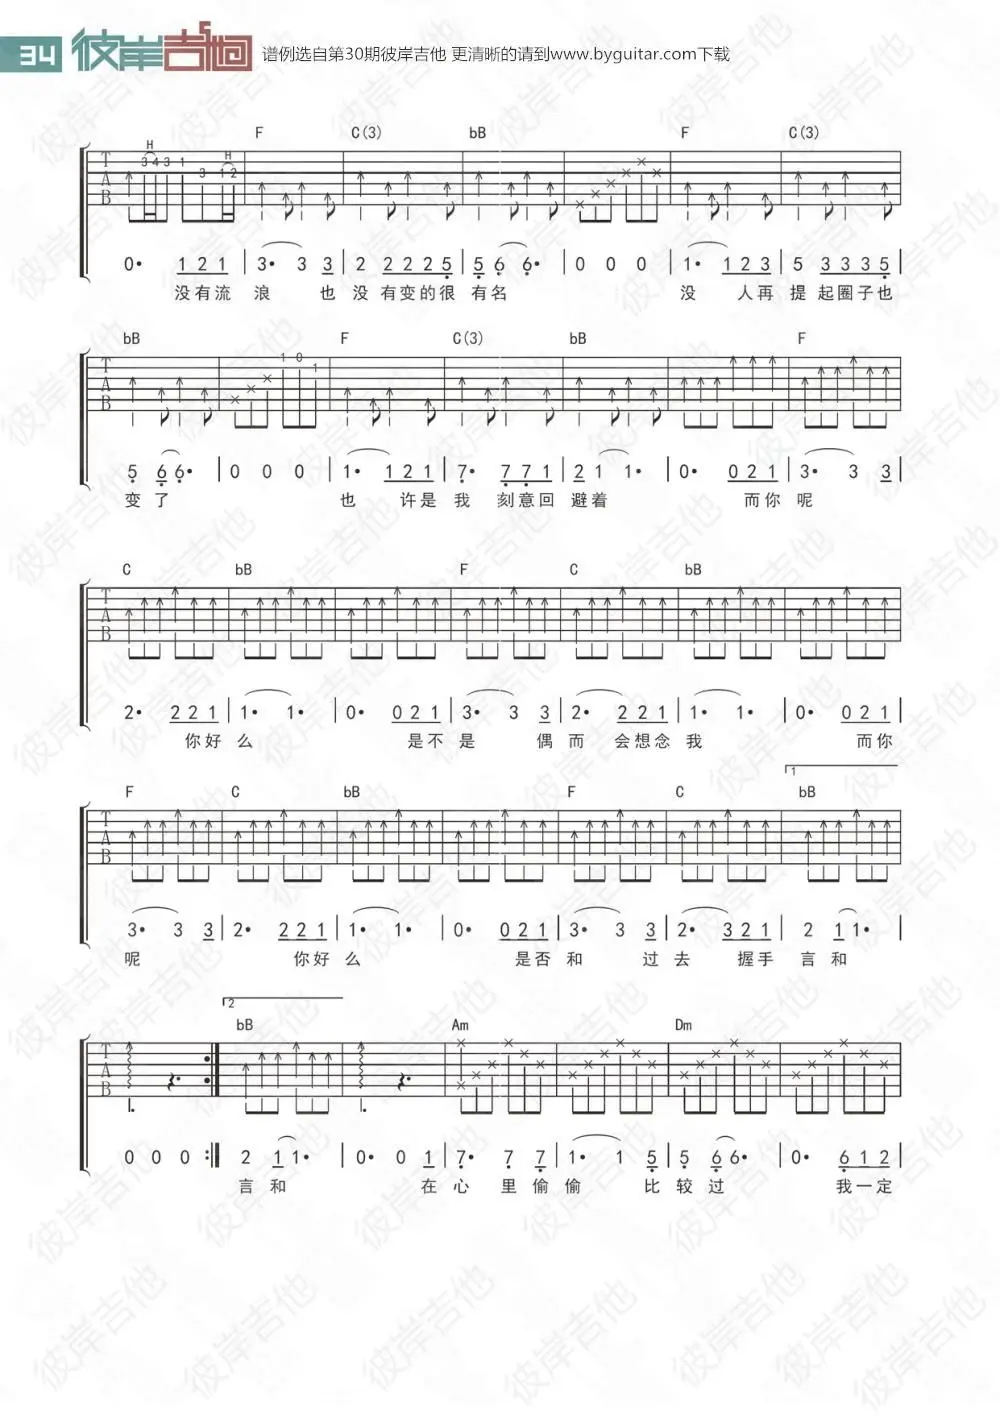 34 彼岸吉他 谱例选自第30期彼岸吉他 更清晰的请到www.byguitar.com下载
F C(3) bB F C(3)
H H
T A B 3 4 3 1 3 1 2
0· 1 2 1 | 3· 3 3 | 2 2 2 2 5 | 5 6 6· | 0 0 0 | 1· 1 2 3 | 5 3 3 3 5 |
没有流 浪 也 没 有变的很 有名 没 人再 提 起圈子也
bB F C(3) bB F
T A B 1 0 1
5 6 6· | 0 0 0 | 1· 1 2 1 | 7· 7 7 1 | 2 1 1· | 0· 0 2 1 | 3· 3 3 |
变了 也 许是 我 刻意回 避着 而你 呢
C bB F C bB
T A B
2· 2 2 1 | 1· 1· | 0· 0 2 1 | 3· 3 3 | 2· 2 2 1 | 1· 1· | 0· 0 2 1 |
你好 么 是不 是 偶 而 会想念 我 而你
1
F C bB F C bB
T A B
3· 3 3 | 2· 2 2 1 | 1· 1· | 0· 0 2 1 | 3· 3 3 | 2· 3 2 1 | 2 1 1· |
呢 你好 么 是否 和 过 去 握手 言 和
2
bB Am Dm
T A B
0 0 0 :| 2 1 1· | 0· 0 1 | 7· 7 7 | 1· 1 5 | 5 6 6· | 0· 6 1 2 |
言 和 在 心 里 偷 偷 比 较 过 我一定